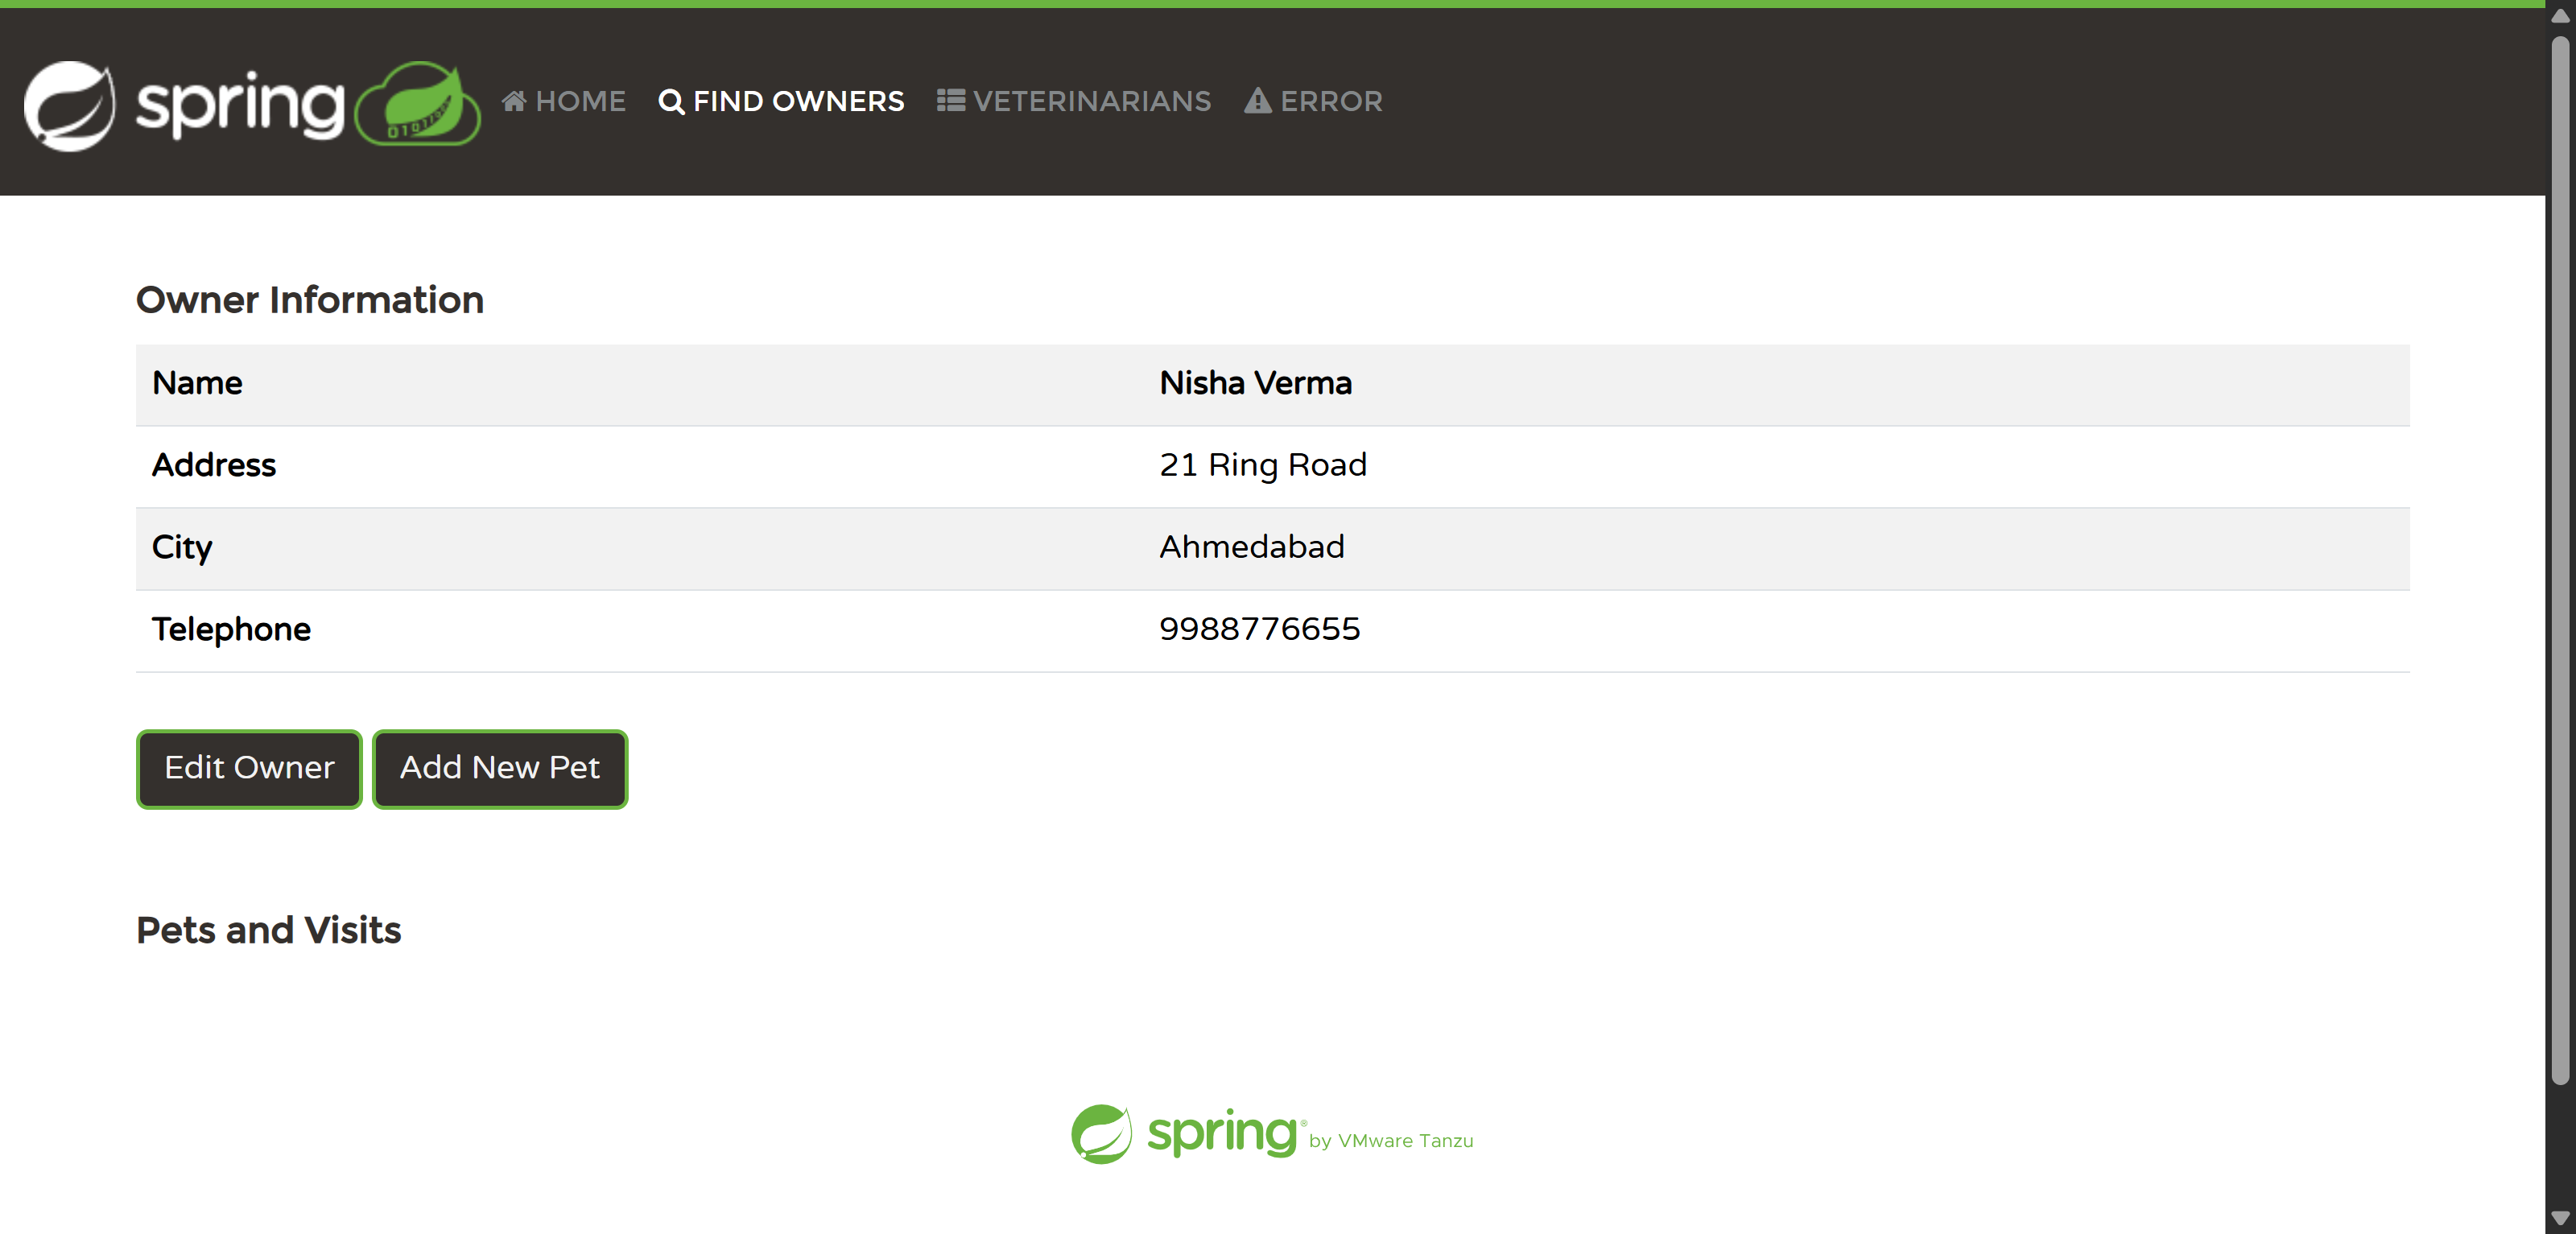 spring HOME FIND OWNERS VETERINARIANS ERROR
Owner Information
Name Nisha Verma
Address 21 Ring Road
City Ahmedabad
Telephone 9988776655
Edit Owner Add New Pet
Pets and Visits
spring® by VMware Tanzu